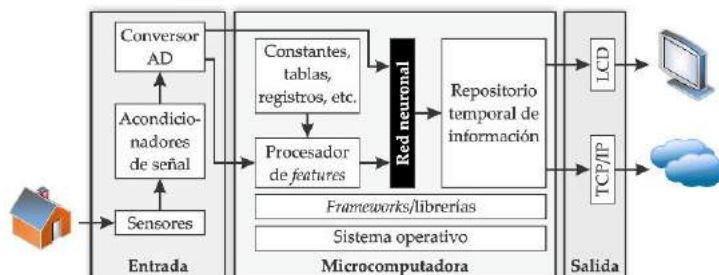 Conversor
AD
Acondicio-
nadores
de señal
Sensores
Entrada
Constantes,
tablas,
registros, etc.
Procesador
de features
Red neuronal
Repositorio
temporal de
información
Frameworks/librerías
Sistema operativo
Microcomputadora
LCD
TCP/IP
Salida